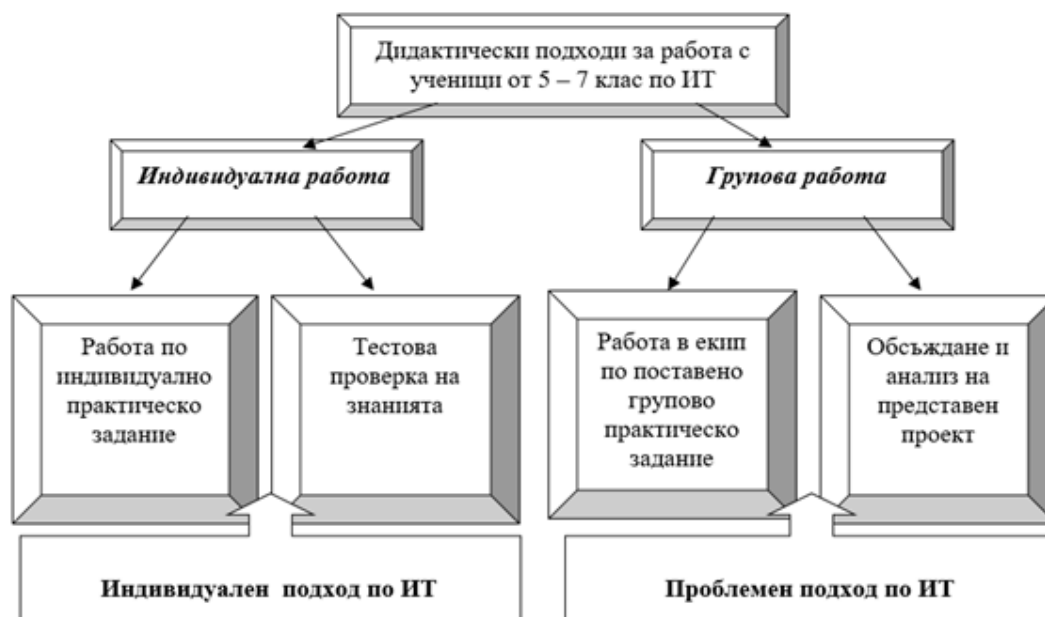 Дидактически подходи за работа с
ученици от 5 – 7 клас по ИТ
Индивидуална работа
Групова работа
Работа по
индивидуално
практическо
задание
Тестова
проверка на
знанията
Работа в екип
по поставено
групово
практическо
задание
Обсъждане и
анализ на
представен
проект
Индивидуален подход по ИТ
Проблемен подход по ИТ